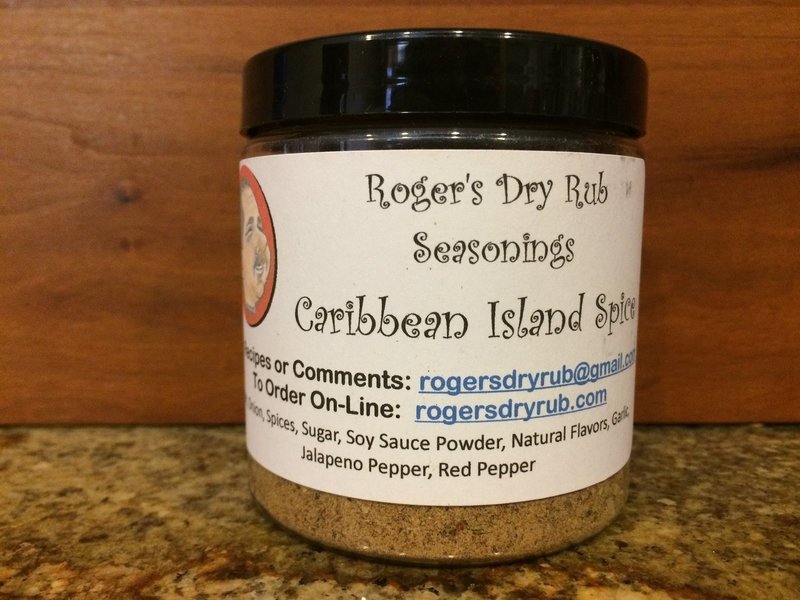 Roger's Dry Rub
Seasonings
Caribbean Island Spice
Recipes or Comments: rogersdryrub@gmail.com
To Order On-Line: rogersdryrub.com
Onion, Spices, Sugar, Soy Sauce Powder, Natural Flavors, Garlic,
Jalapeno Pepper, Red Pepper